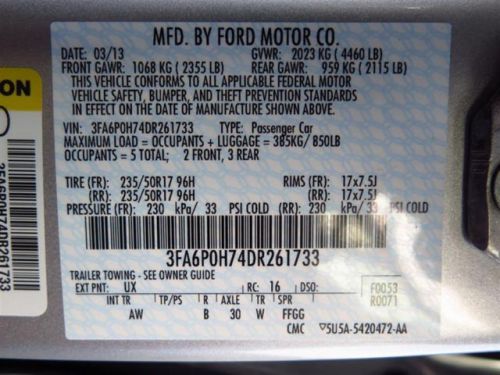 MFD. BY FORD MOTOR CO.
DATE: 03/13 GVWR: 2023 KG ( 4460 LB)
FRONT GAWR: 1068 KG ( 2355 LB) REAR GAWR: 959 KG ( 2115 LB)
THIS VEHICLE CONFORMS TO ALL APPLICABLE FEDERAL MOTOR
VEHICLE SAFETY, BUMPER, AND THEFT PREVENTION STANDARDS
IN EFFECT ON THE DATE OF MANUFACTURE SHOWN ABOVE.
VIN: 3FA6P0H74DR261733 TYPE: Passenger Car
MAXIMUM LOAD = OCCUPANTS + LUGGAGE = 385KG/ 850LB
OCCUPANTS = 5 TOTAL; 2 FRONT, 3 REAR
TIRE (FR): 235/50R17 96H RIMS (FR): 17x7.5J
(RR): 235/50R17 96H (RR): 17x7.5J
PRESSURE (FR): 230 kPa/ 33 PSI COLD (RR): 230 kPa/ 33 PSI COLD
3FA6P0H74DR261733
TRAILER TOWING - SEE OWNER GUIDE
EXT PNT: UX RC: 16 DSO: F0053
R0071
INT TR TP/PS R AXLE TR SPR
AW B 30 W FFGG
CMC ▽5U5A-5420472-AA
3FA6P0H74DR261733